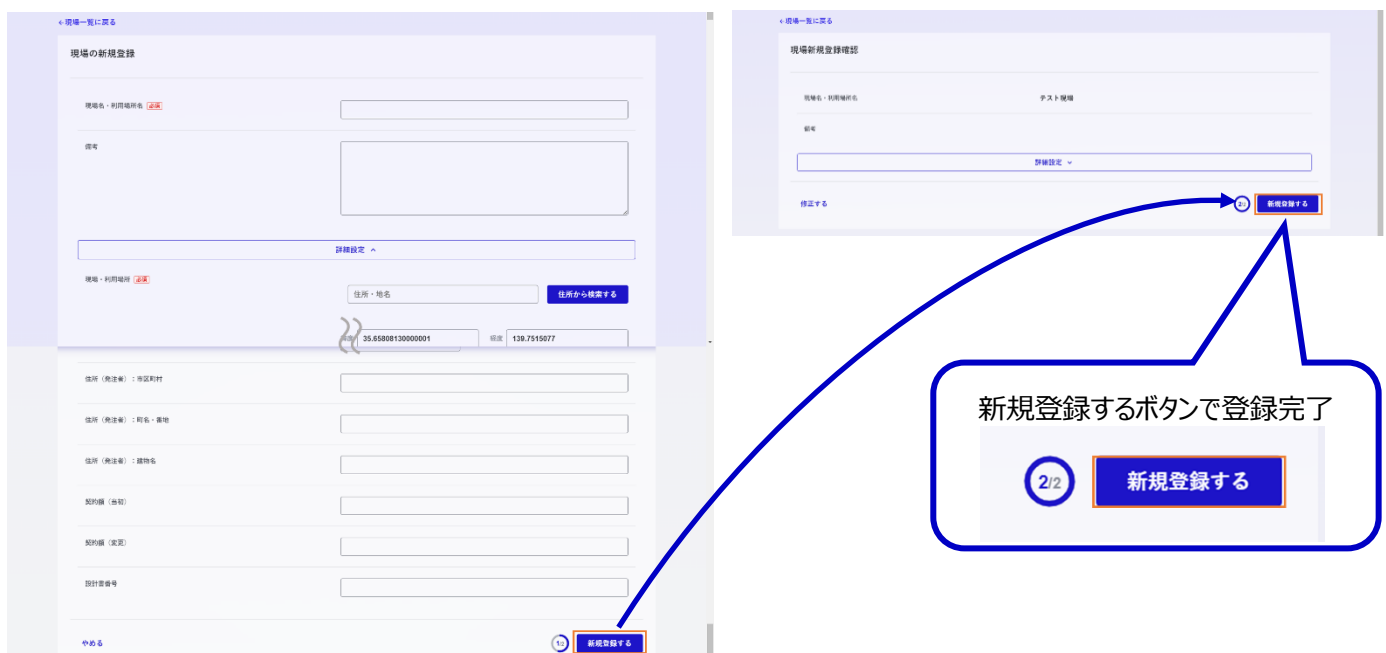 ←現場一覧に戻る
現場の新規登録
現場名・利用場所名 必須
備考
詳細設定 ^
現場・利用場所 必須
住所・地名
住所から検索する
35.65808130000001
経度 139.7515077
住所(発注者):市区町村
住所(発注者):町名・番地
住所(発注者):建物名
契約額(当初)
契約額(変更)
設計書番号
やめる
1/2 新規登録する
←現場一覧に戻る
現場新規登録確認
現場名・利用場所名 テスト現場
備考
詳細設定
修正する
2/2 新規登録する
新規登録するボタンで登録完了
2/2 新規登録する